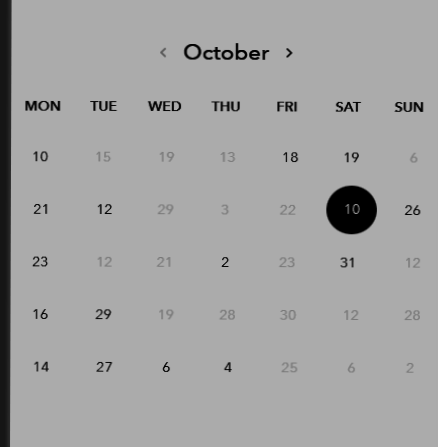 ‹ October ›
MON TUE WED THU FRI SAT SUN
10 15 19 13 18 19 6
21 12 29 3 22 10 26
23 12 21 2 23 31 12
16 29 19 28 30 12 28
14 27 6 4 25 6 2